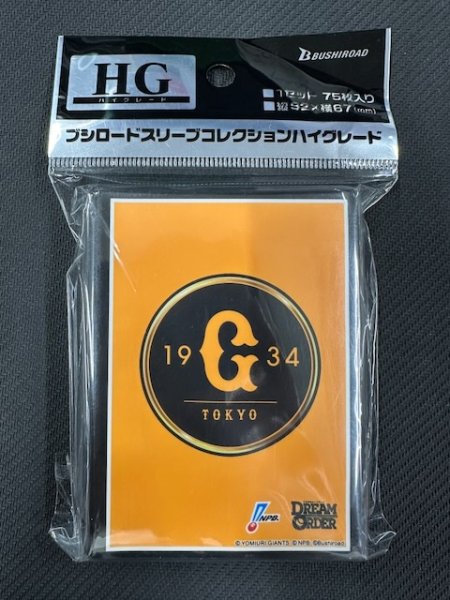 HG
ハイグレード
BUSHIROAD
1セット 75枚入り
縦92×横67(mm)
ブシロードスリーブコレクションハイグレード
19 G 34
TOKYO
NPB
DREAM ORDER
© YOMIURI GIANTS © NPB, ©Bushiroad